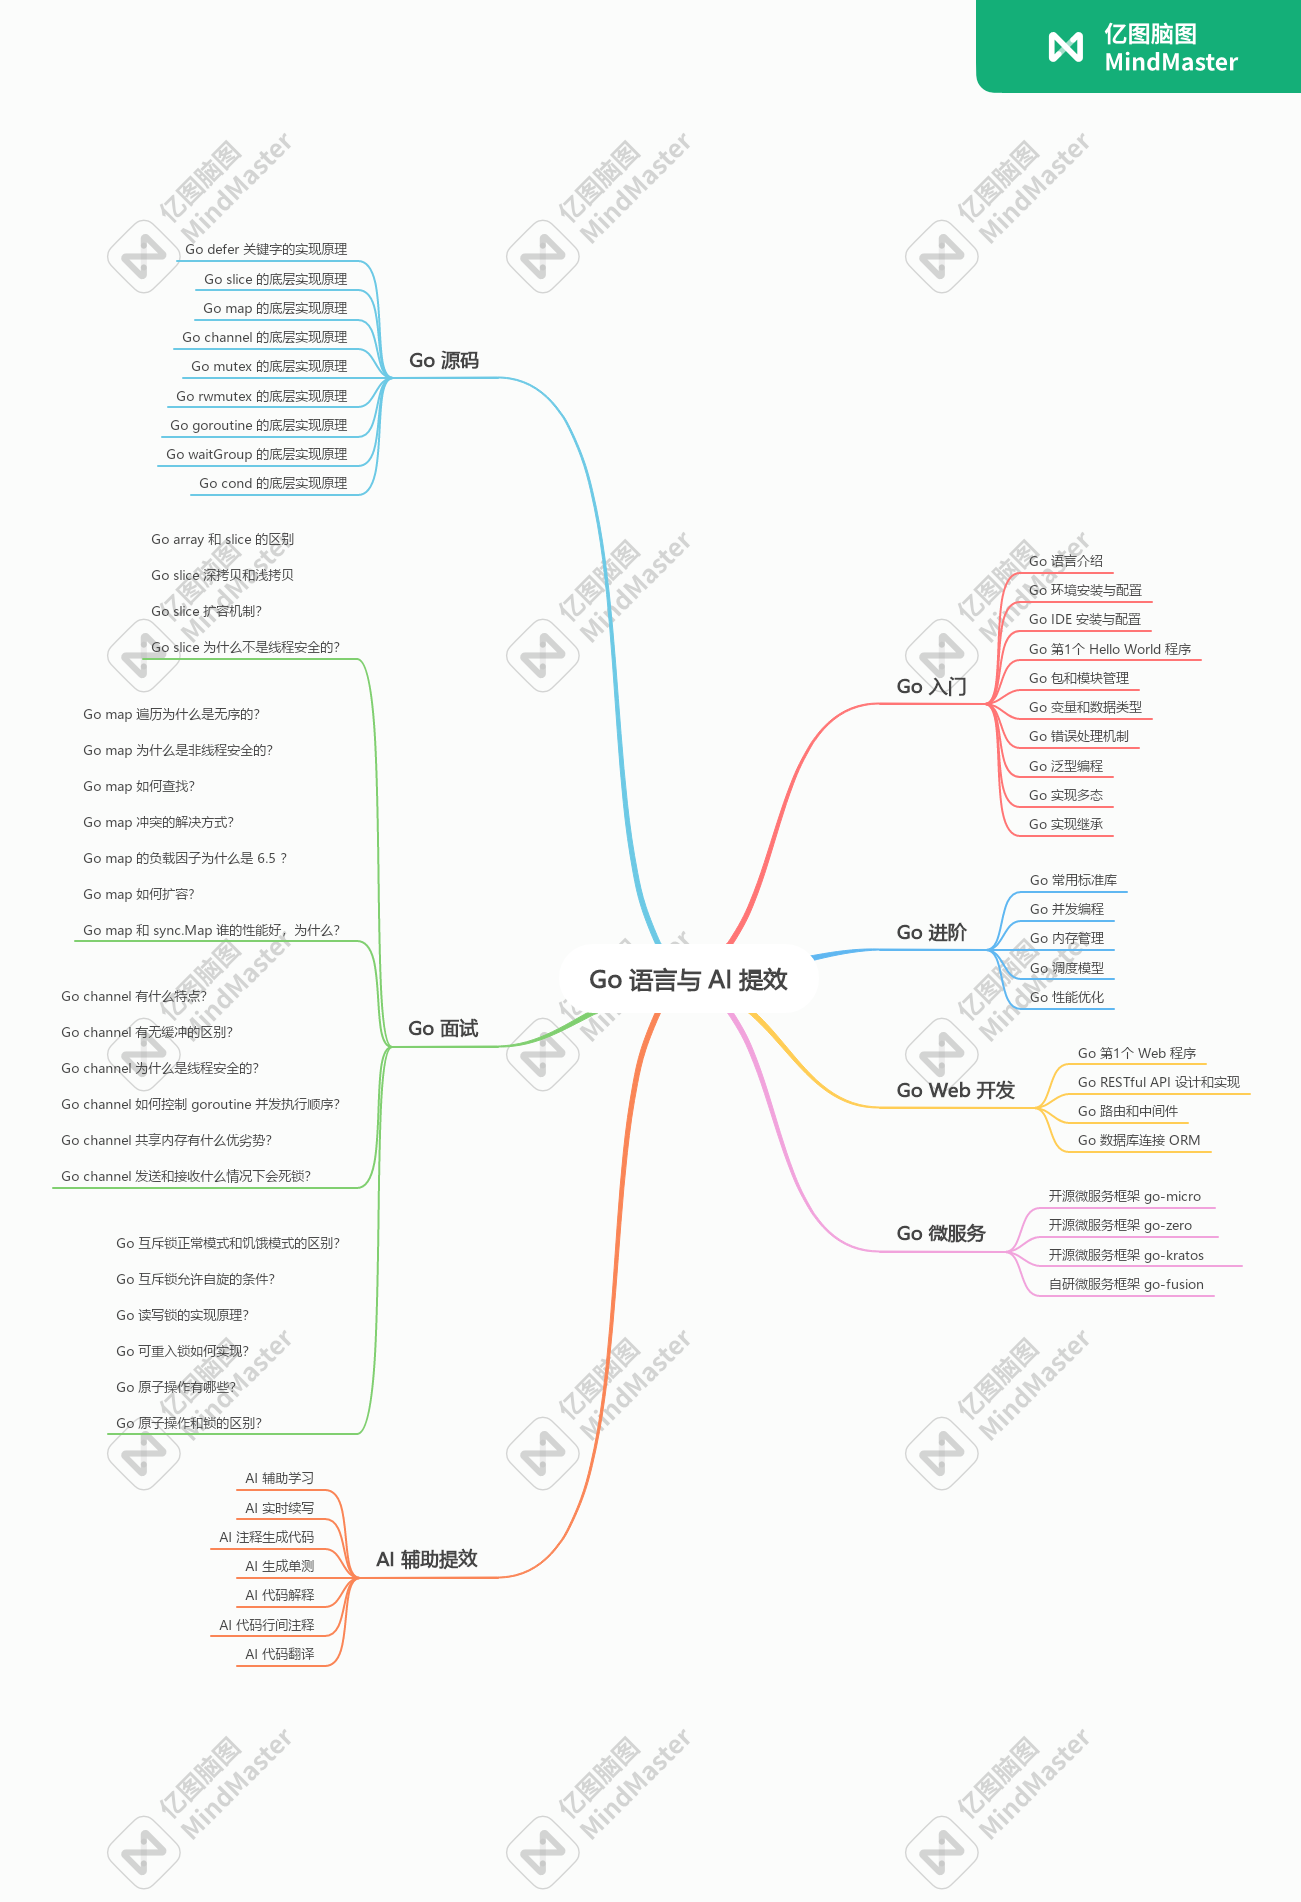 亿图脑图
MindMaster
Go 语言与 AI 提效
Go 入门
Go 语言介绍
Go 环境安装与配置
Go IDE 安装与配置
Go 第1个 Hello World 程序
Go 包和模块管理
Go 变量和数据类型
Go 错误处理机制
Go 泛型编程
Go 实现多态
Go 实现继承
Go 进阶
Go 常用标准库
Go 并发编程
Go 内存管理
Go 调度模型
Go 性能优化
Go Web 开发
Go 第1个 Web 程序
Go RESTful API 设计和实现
Go 路由和中间件
Go 数据库连接 ORM
Go 微服务
开源微服务框架 go-micro
开源微服务框架 go-zero
开源微服务框架 go-kratos
自研微服务框架 go-fusion
Go 源码
Go defer 关键字的实现原理
Go slice 的底层实现原理
Go map 的底层实现原理
Go channel 的底层实现原理
Go mutex 的底层实现原理
Go rwmutex 的底层实现原理
Go goroutine 的底层实现原理
Go waitGroup 的底层实现原理
Go cond 的底层实现原理
Go 面试
Go array 和 slice 的区别
Go slice 深拷贝和浅拷贝
Go slice 扩容机制?
Go slice 为什么不是线程安全的?
Go map 遍历为什么是无序的?
Go map 为什么是非线程安全的?
Go map 如何查找?
Go map 冲突的解决方式?
Go map 的负载因子为什么是 6.5 ？
Go map 如何扩容?
Go map 和 sync.Map 谁的性能好，为什么?
Go channel 有什么特点?
Go channel 有无缓冲的区别?
Go channel 为什么是线程安全的?
Go channel 如何控制 goroutine 并发执行顺序?
Go channel 共享内存有什么优劣势?
Go channel 发送和接收什么情况下会死锁?
Go 互斥锁正常模式和饥饿模式的区别?
Go 互斥锁允许自旋的条件?
Go 读写锁的实现原理?
Go 可重入锁如何实现?
Go 原子操作有哪些?
Go 原子操作和锁的区别?
AI 辅助提效
AI 辅助学习
AI 实时续写
AI 注释生成代码
AI 生成单测
AI 代码解释
AI 代码行间注释
AI 代码翻译